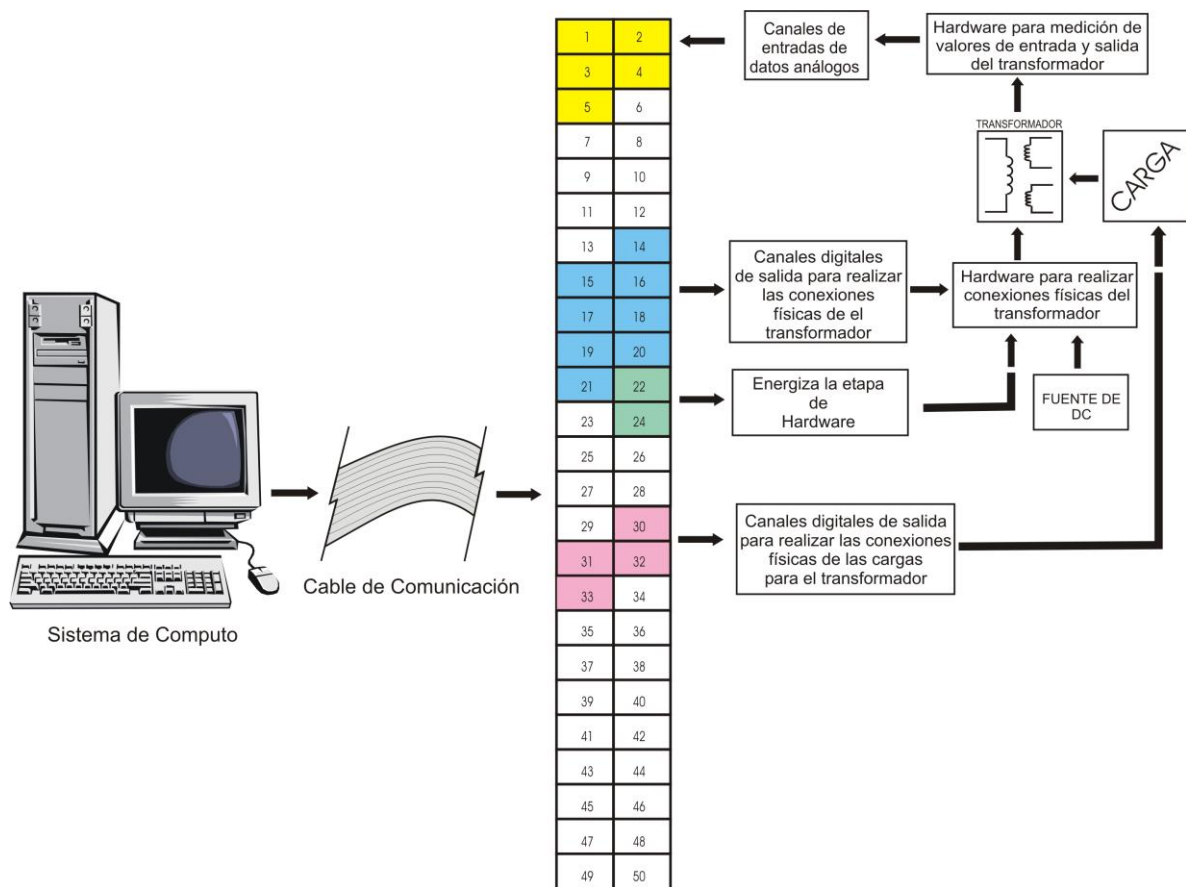 Sistema de Computo
Cable de Comunicación
1 2
3 4
5 6
7 8
9 10
11 12
13 14
15 16
17 18
19 20
21 22
23 24
25 26
27 28
29 30
31 32
33 34
35 36
37 38
39 40
41 42
43 44
45 46
47 48
49 50
Canales de
entradas de
datos análogos
Hardware para medición de
valores de entrada y salida
del transformador
TRANSFORMADOR
CARGA
Canales digitales
de salida para realizar
las conexiones
físicas de el
transformador
Hardware para realizar
conexiones físicas del
transformador
Energiza la etapa
de
Hardware
FUENTE DE
DC
Canales digitales de salida
para realizar las conexiones
físicas de las cargas
para el transformador